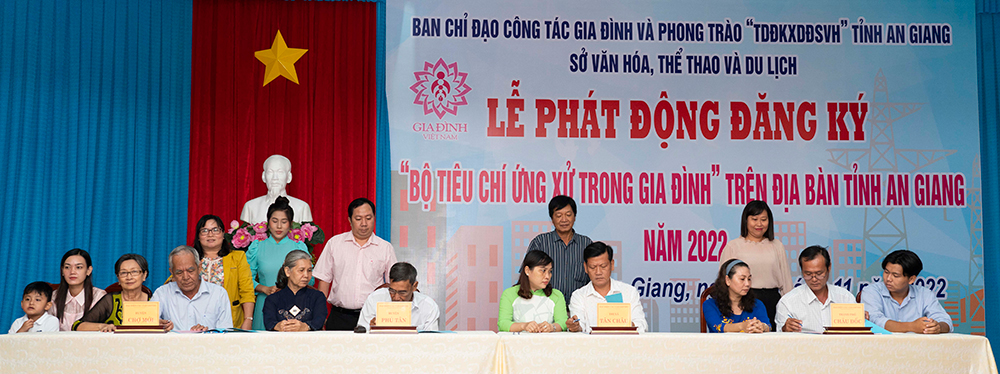 BAN CHỈ ĐẠO CÔNG TÁC GIA ĐÌNH VÀ PHONG TRÀO "TDĐKXDĐSVH" TỈNH AN GIANG
SỞ VĂN HÓA, THỂ THAO VÀ DU LỊCH
GIA ĐÌNH
VIỆT NAM
LỄ PHÁT ĐỘNG ĐĂNG KÝ
"BỘ TIÊU CHÍ ỨNG XỬ TRONG GIA ĐÌNH" TRÊN ĐỊA BÀN TỈNH AN GIANG
NĂM 2022
Giang, 11 năm 2022
CHỢ MỚI
PHÚ TÂN
TÂN CHÂU
CHÂU ĐỐC